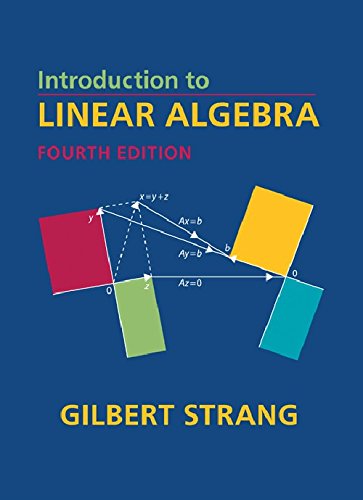 Introduction to
LINEAR ALGEBRA
FOURTH EDITION
x=y+z
y
Ax=b
Ay=b
b
0
z
Az=0
0
GILBERT STRANG